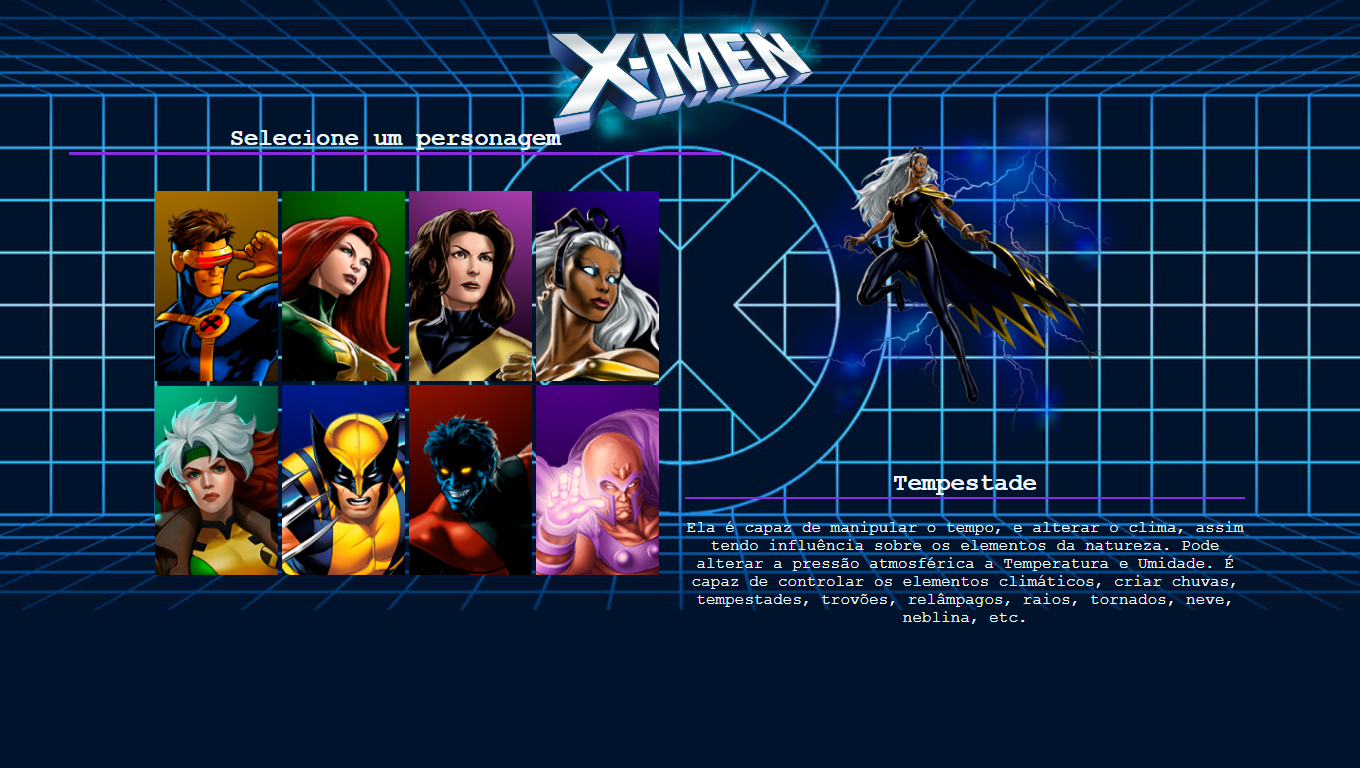 X-MEN
Selecione um personagem
Tempestade
Ela é capaz de manipular o tempo, e alterar o clima, assim
tendo influência sobre os elementos da natureza. Pode
alterar a pressão atmosférica a Temperatura e Umidade. É
capaz de controlar os elementos climáticos, criar chuvas,
tempestades, trovões, relâmpagos, raios, tornados, neve,
neblina, etc.